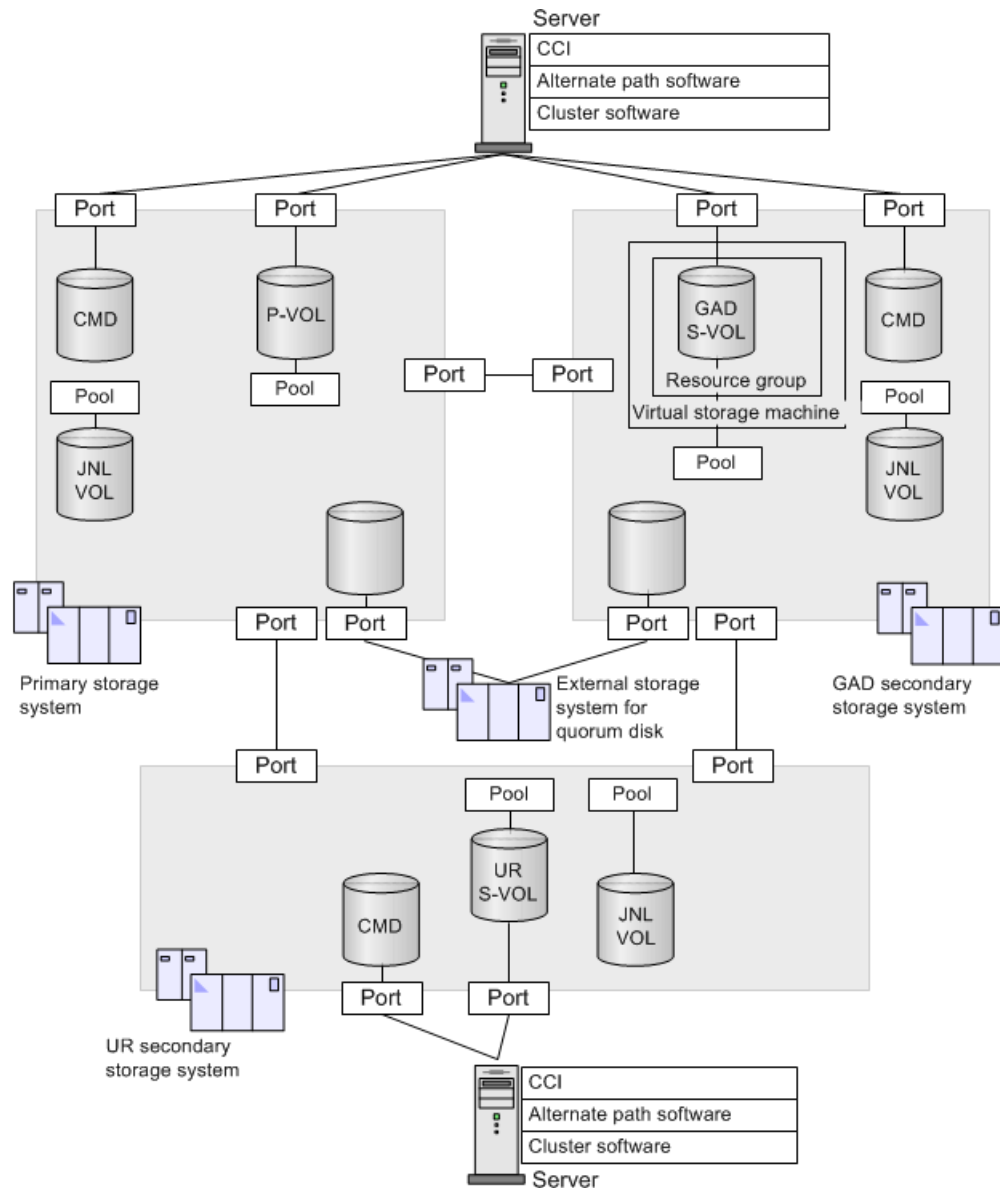 Server
CCI
Alternate path software
Cluster software
Port
Port
Port
Port
CMD
P-VOL
GAD
S-VOL
CMD
Port
Port
Pool
Pool
Resource group
Pool
Virtual storage machine
JNL
VOL
Pool
JNL
VOL
Port
Port
Port
Port
Primary storage
system
External storage
system for
quorum disk
GAD secondary
storage system
Port
Port
Pool
Pool
UR
S-VOL
CMD
JNL
VOL
Port
Port
UR secondary
storage system
CCI
Alternate path software
Cluster software
Server